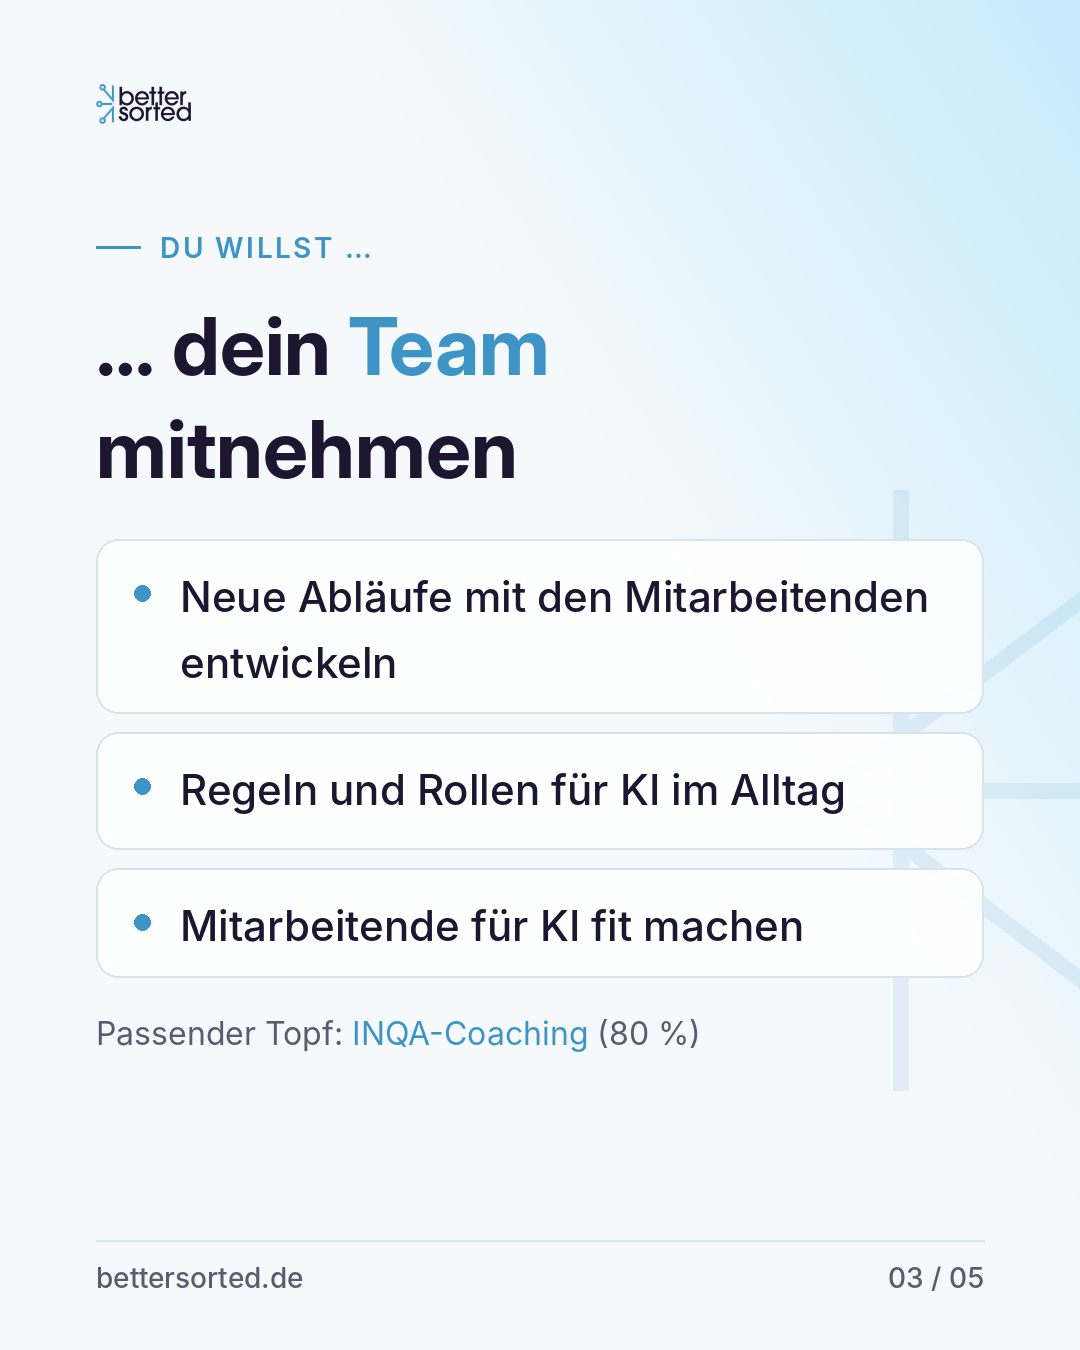 better
sorted
DU WILLST ...
... dein Team
mitnehmen
Neue Abläufe mit den Mitarbeitenden
entwickeln
Regeln und Rollen für KI im Alltag
Mitarbeitende für KI fit machen
Passender Topf: INQA-Coaching (80 %)
bettersorted.de
03 / 05